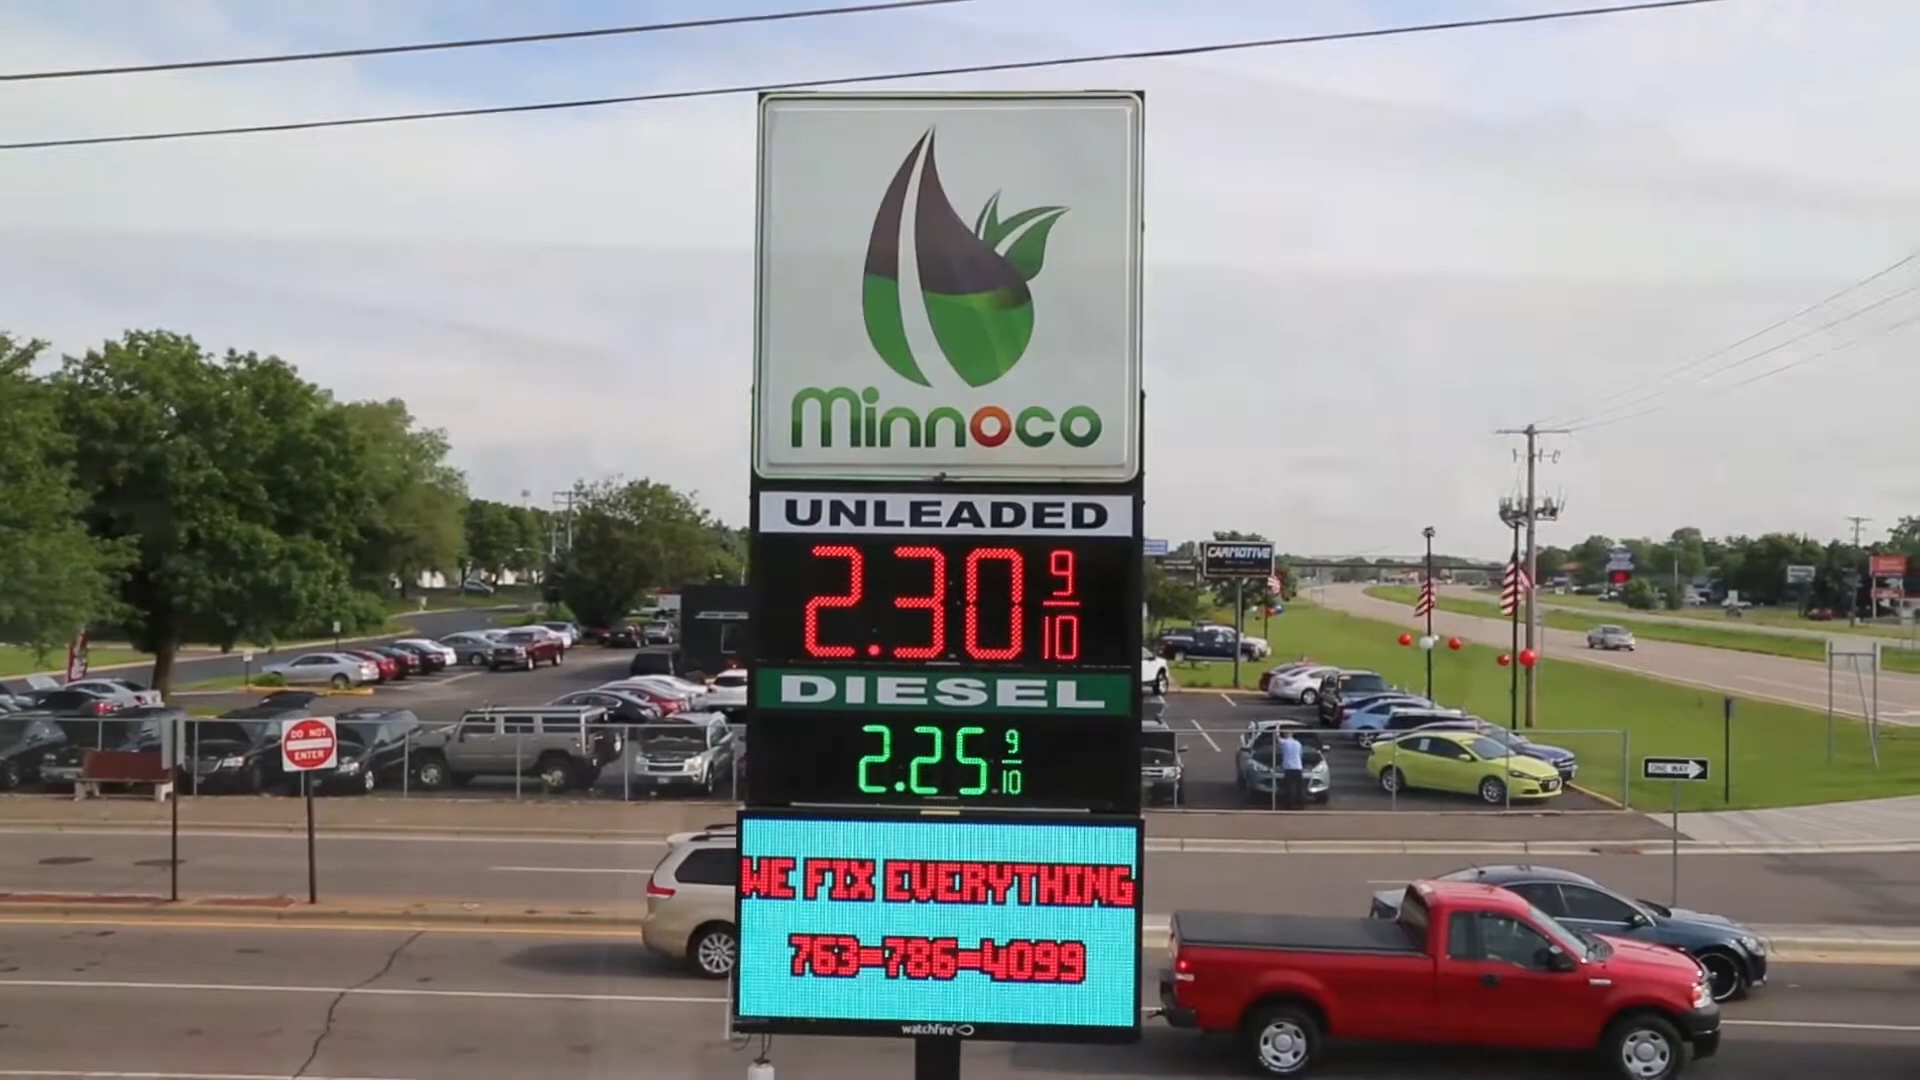 Minnoco
UNLEADED
2.30 9/10
DIESEL
2.25 9/10
WE FIX EVERYTHING
763-786-4099
watchfire
DO NOT
ENTER
CARMOTIVE
ONE WAY